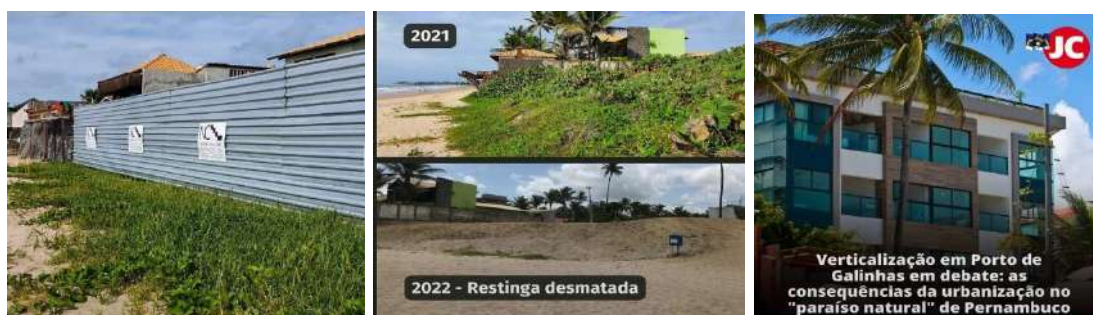 2021
2022 - Restinga desmatada
JC
Verticalização em Porto de
Galinhas em debate: as
consequências da urbanização no
"paraíso natural" de Pernambuco